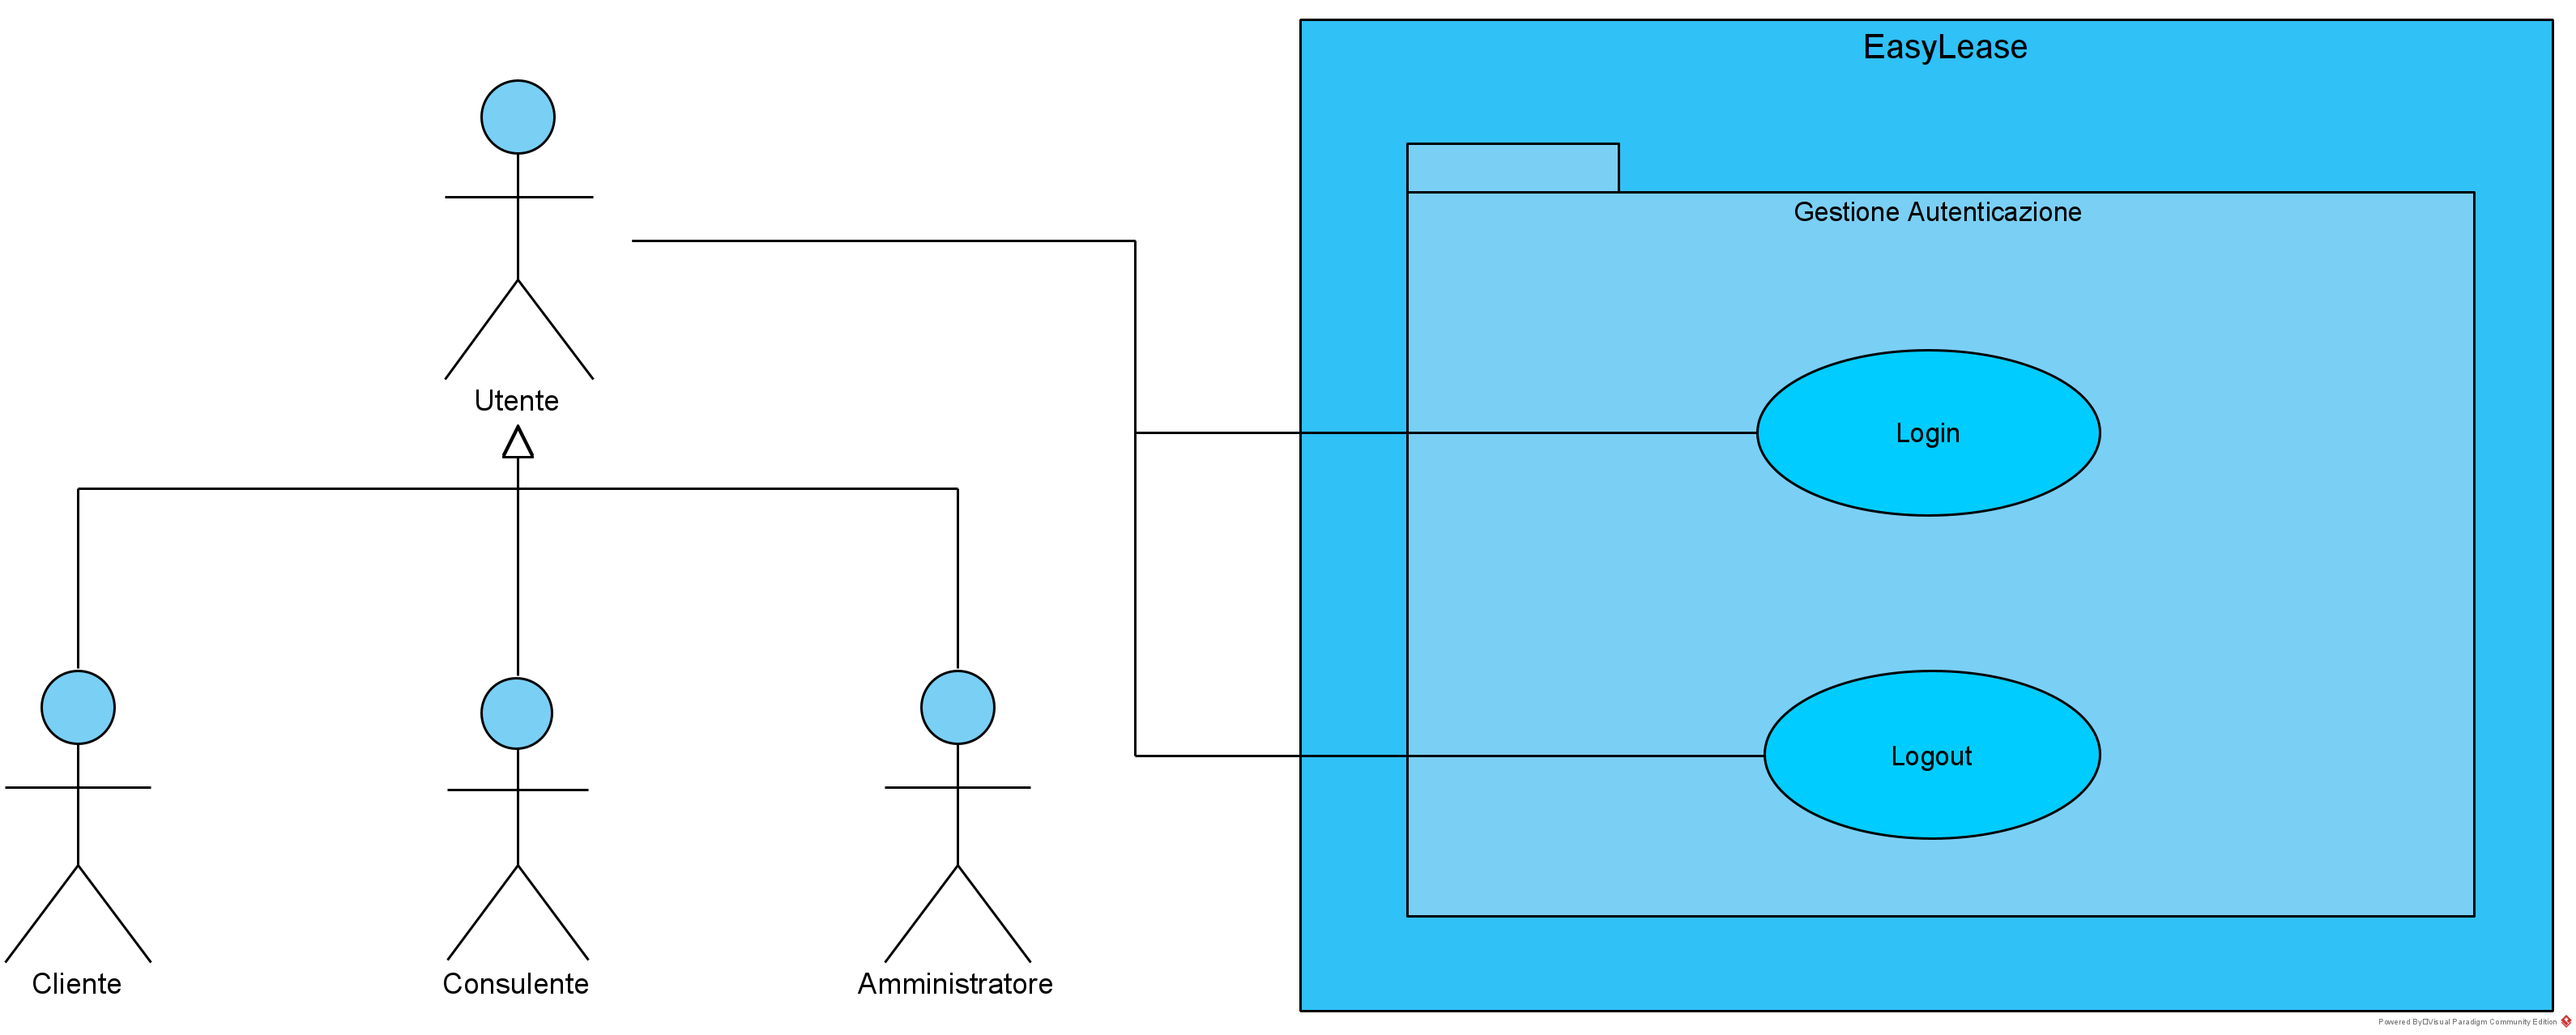 EasyLease
Gestione Autenticazione
Utente
Login
Logout
Cliente
Consulente
Amministratore
Powered By Visual Paradigm Community Edition